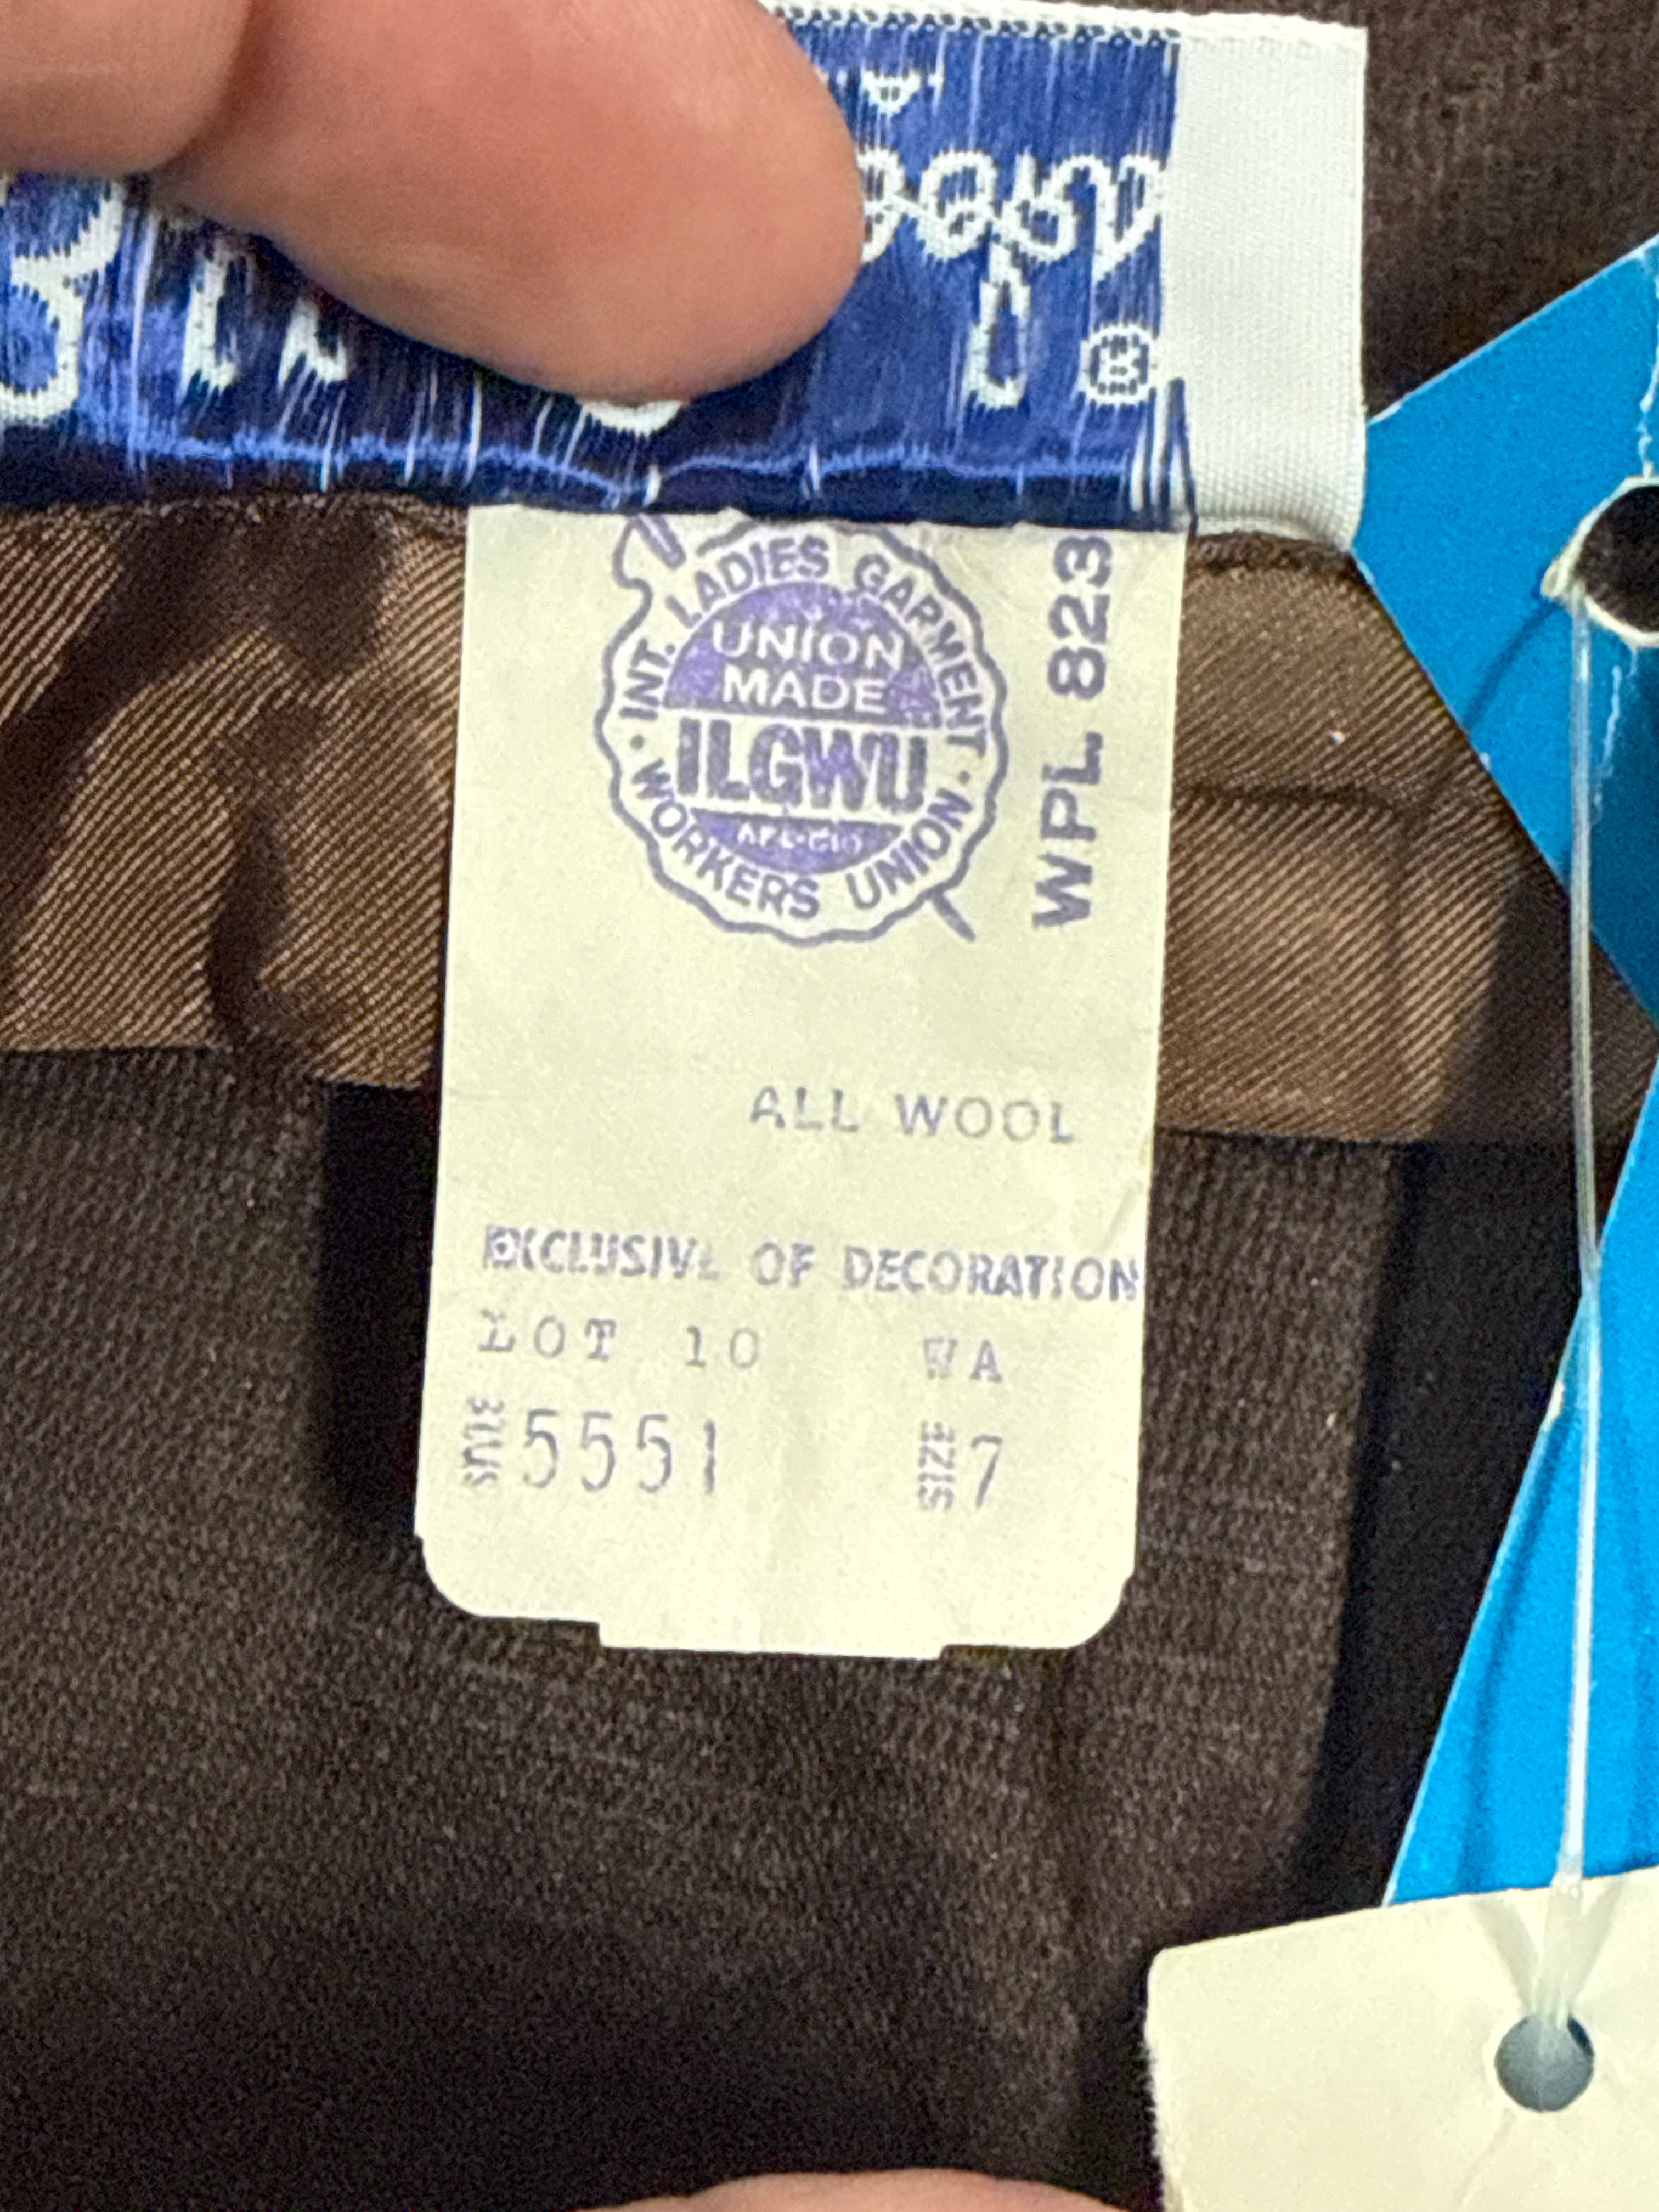 ®
INT. LADIES GARMENT
UNION
MADE
ILGWU
AFL-CIO
WORKERS UNION
WPL 823
ALL WOOL
EXCLUSIVE OF DECORATION
LOT 10 WA
STYLE 5551 SIZE 7